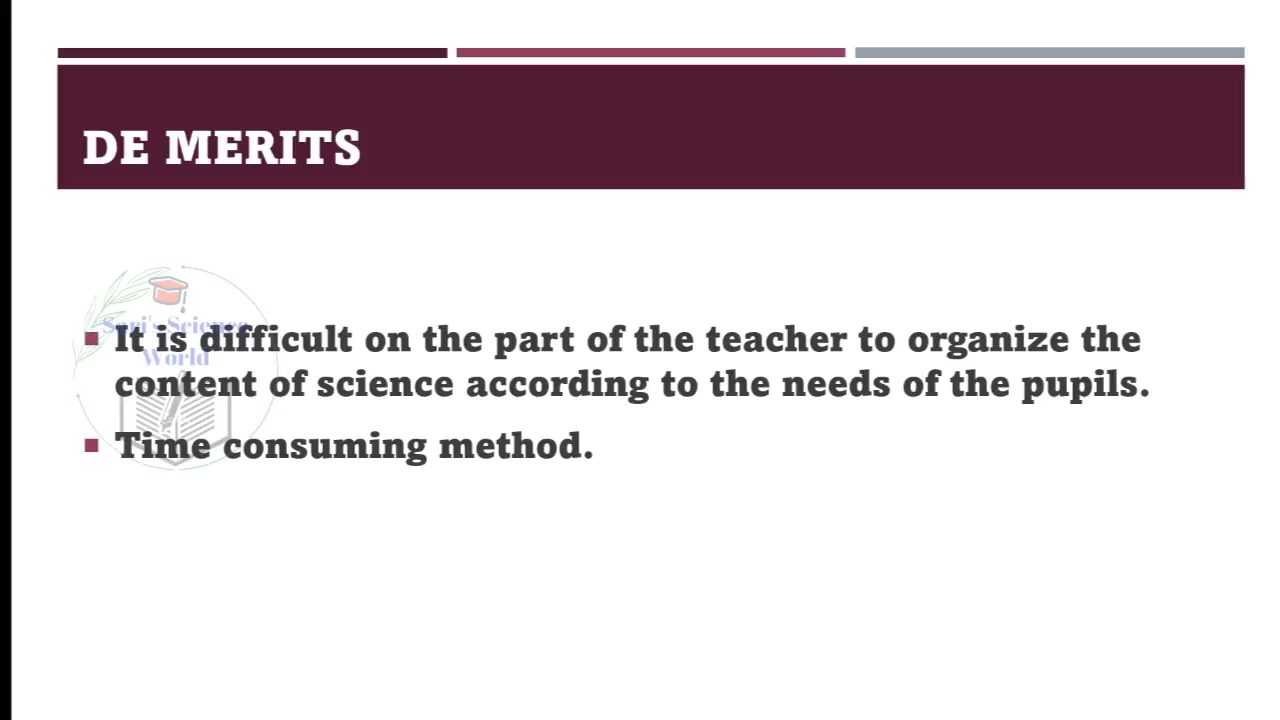 DE MERITS
It is difficult on the part of the teacher to organize the
content of science according to the needs of the pupils.
Time consuming method.
World